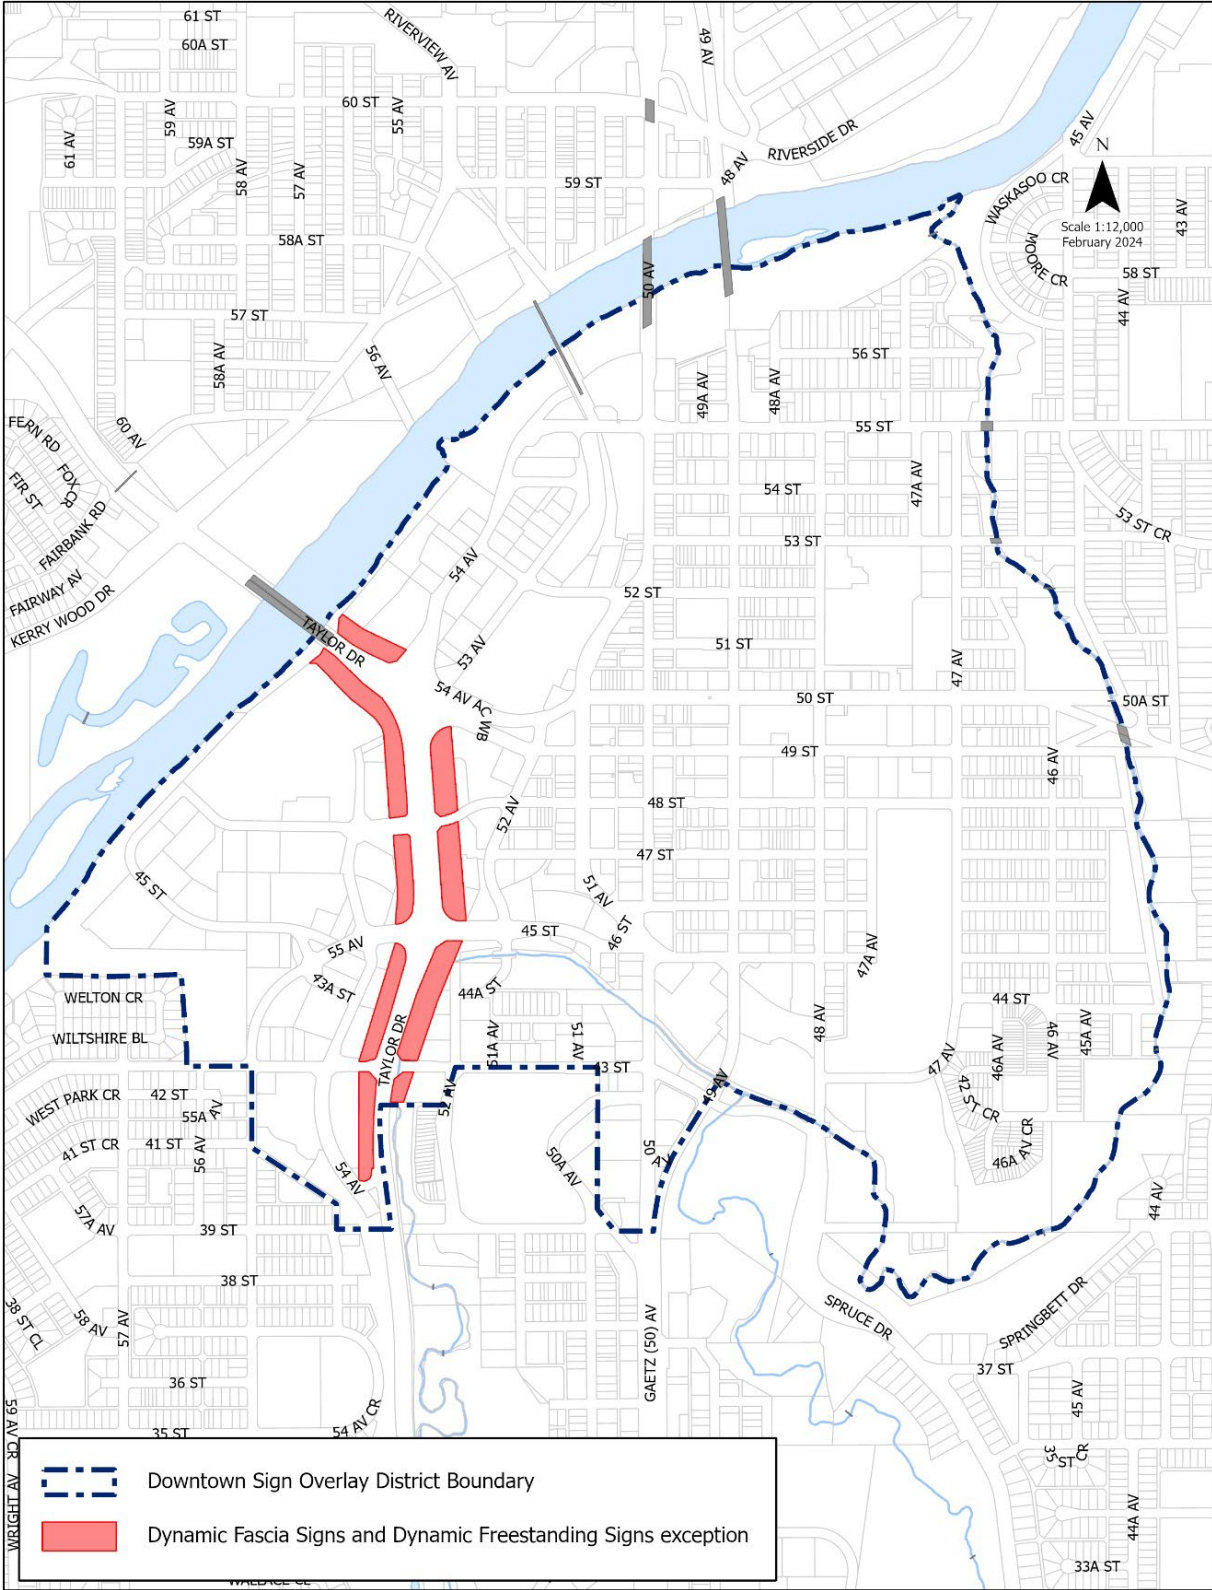 61 ST
60A ST
RIVERVIEW AV
49 AV
60 ST
55 AV
59 AV
59A ST
61 AV
58 AV
57 AV
RIVERSIDE DR
45 AV
N
48 AV
59 ST
WASKASOO CR
Scale 1:12,000
February 2024
43 AV
58A ST
MOORE CR
58 ST
50 AV
44 AV
57 ST
58A AV
56 AV
56 ST
49A AV
48A AV
60 AV
FERN RD
55 ST
FOX CR
FIR ST
54 ST
47A AV
FAIRBANK RD
53 ST CR
53 ST
54 AV
FAIRWAY AV
KERRY WOOD DR
52 ST
TAYLOR DR
53 AV
51 ST
47 AV
54 AV AC WB
50 ST
50A ST
49 ST
46 AV
52 AV
48 ST
47 ST
45 ST
51 AV
46 ST
45 ST
55 AV
47A AV
43A ST
44A ST
WELTON CR
44 ST
WILTSHIRE BL
TAYLOR DR
51A AV
51 AV
48 AV
46A AV
46 AV
45A AV
47 AV
43 ST
49 AV
52 AV
42 ST
WEST PARK CR
55A AV
42 ST CR
41 ST CR
41 ST
56 AV
46A AV CR
50 AV
50A AV
54 AV
44 AV
57A AV
39 ST
38 ST
38 ST CL
58 AV
57 AV
SPRUCE DR
SPRINGBETT DR
GAETZ (50) AV
37 ST
36 ST
45 AV
59 AV CR
35 ST
54 AV CR
35 ST CR
WRIGHT AV
Downtown Sign Overlay District Boundary
44A AV
Dynamic Fascia Signs and Dynamic Freestanding Signs exception
33A ST
WALLACE CL